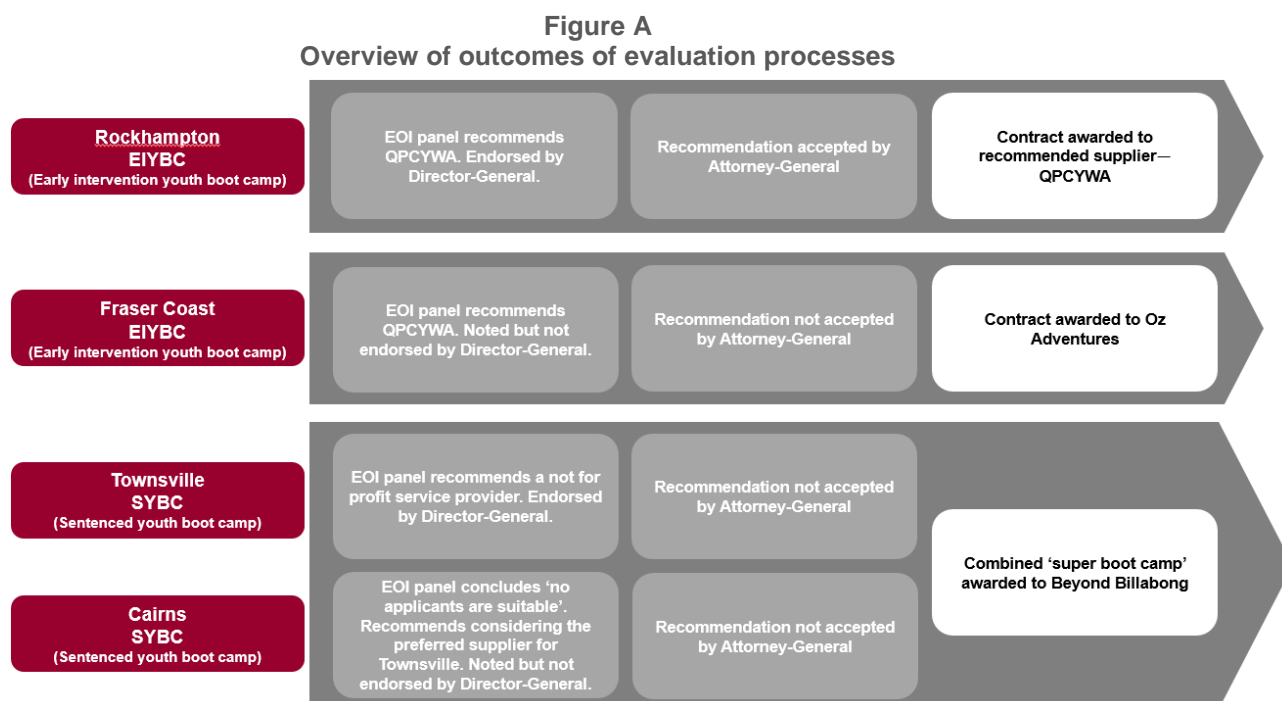 Figure A
Overview of outcomes of evaluation processes
Rockhampton
EIYBC
(Early intervention youth boot camp)
EOI panel recommends
QPCYWA. Endorsed by
Director-General.
Recommendation accepted by
Attorney-General
Contract awarded to
recommended supplier—
QPCYWA
Fraser Coast
EIYBC
(Early intervention youth boot camp)
EOI panel recommends
QPCYWA. Noted but not
endorsed by Director-General.
Recommendation not accepted
by Attorney-General
Contract awarded to Oz
Adventures
Townsville
SYBC
(Sentenced youth boot camp)
EOI panel recommends a not for
profit service provider. Endorsed
by Director-General.
Recommendation not accepted
by Attorney-General
Cairns
SYBC
(Sentenced youth boot camp)
EOI panel concludes ‘no
applicants are suitable’.
Recommends considering the
preferred supplier for
Townsville. Noted but not
endorsed by Director-General.
Recommendation not accepted
by Attorney-General
Combined ‘super boot camp’
awarded to Beyond Billabong